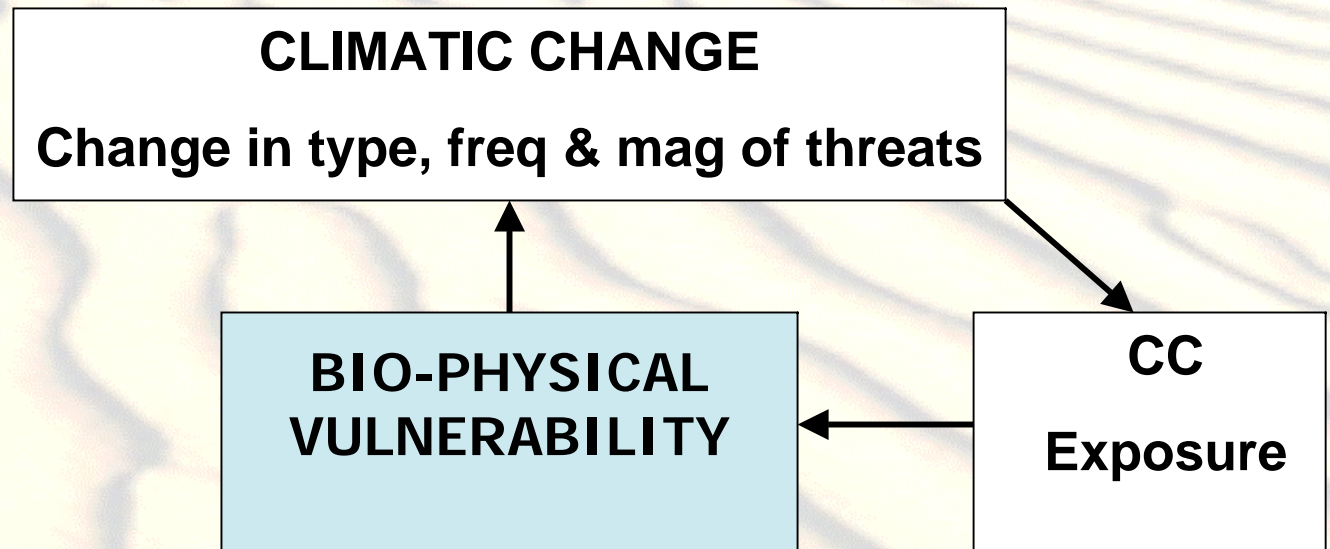 CLIMATIC CHANGE
Change in type, freq & mag of threats
BIO-PHYSICAL
VULNERABILITY
CC
Exposure